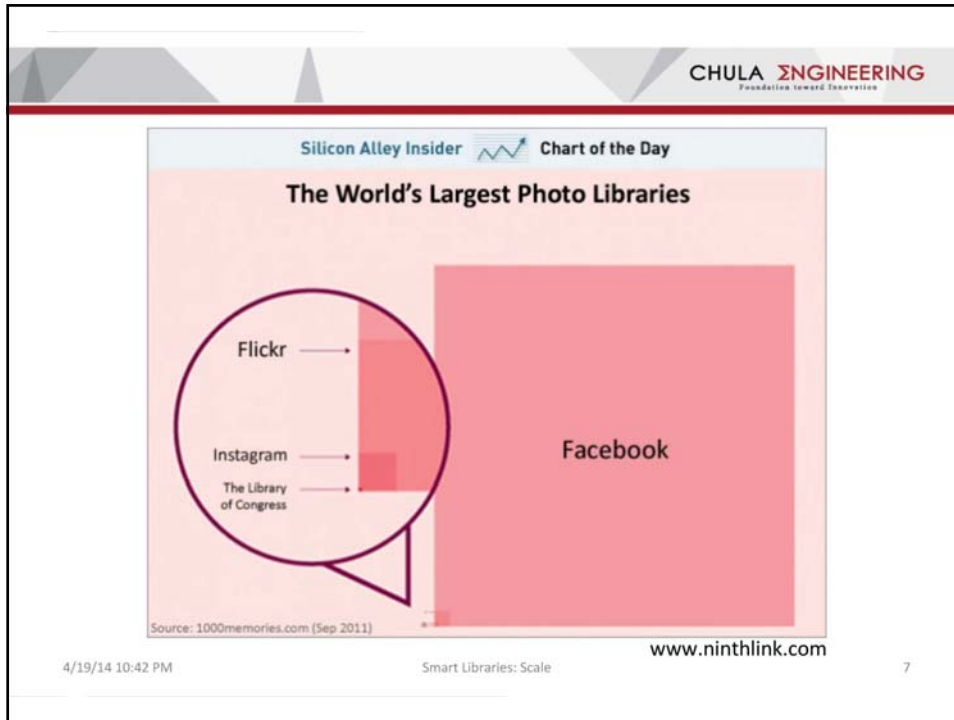 CHULA ΣNGINEERING
Foundation toward Innovation
Silicon Alley Insider Chart of the Day
The World's Largest Photo Libraries
Flickr
Instagram
The Library
of Congress
Facebook
Source: 1000memories.com (Sep 2011)
www.ninthlink.com
4/19/14 10:42 PM Smart Libraries: Scale 7